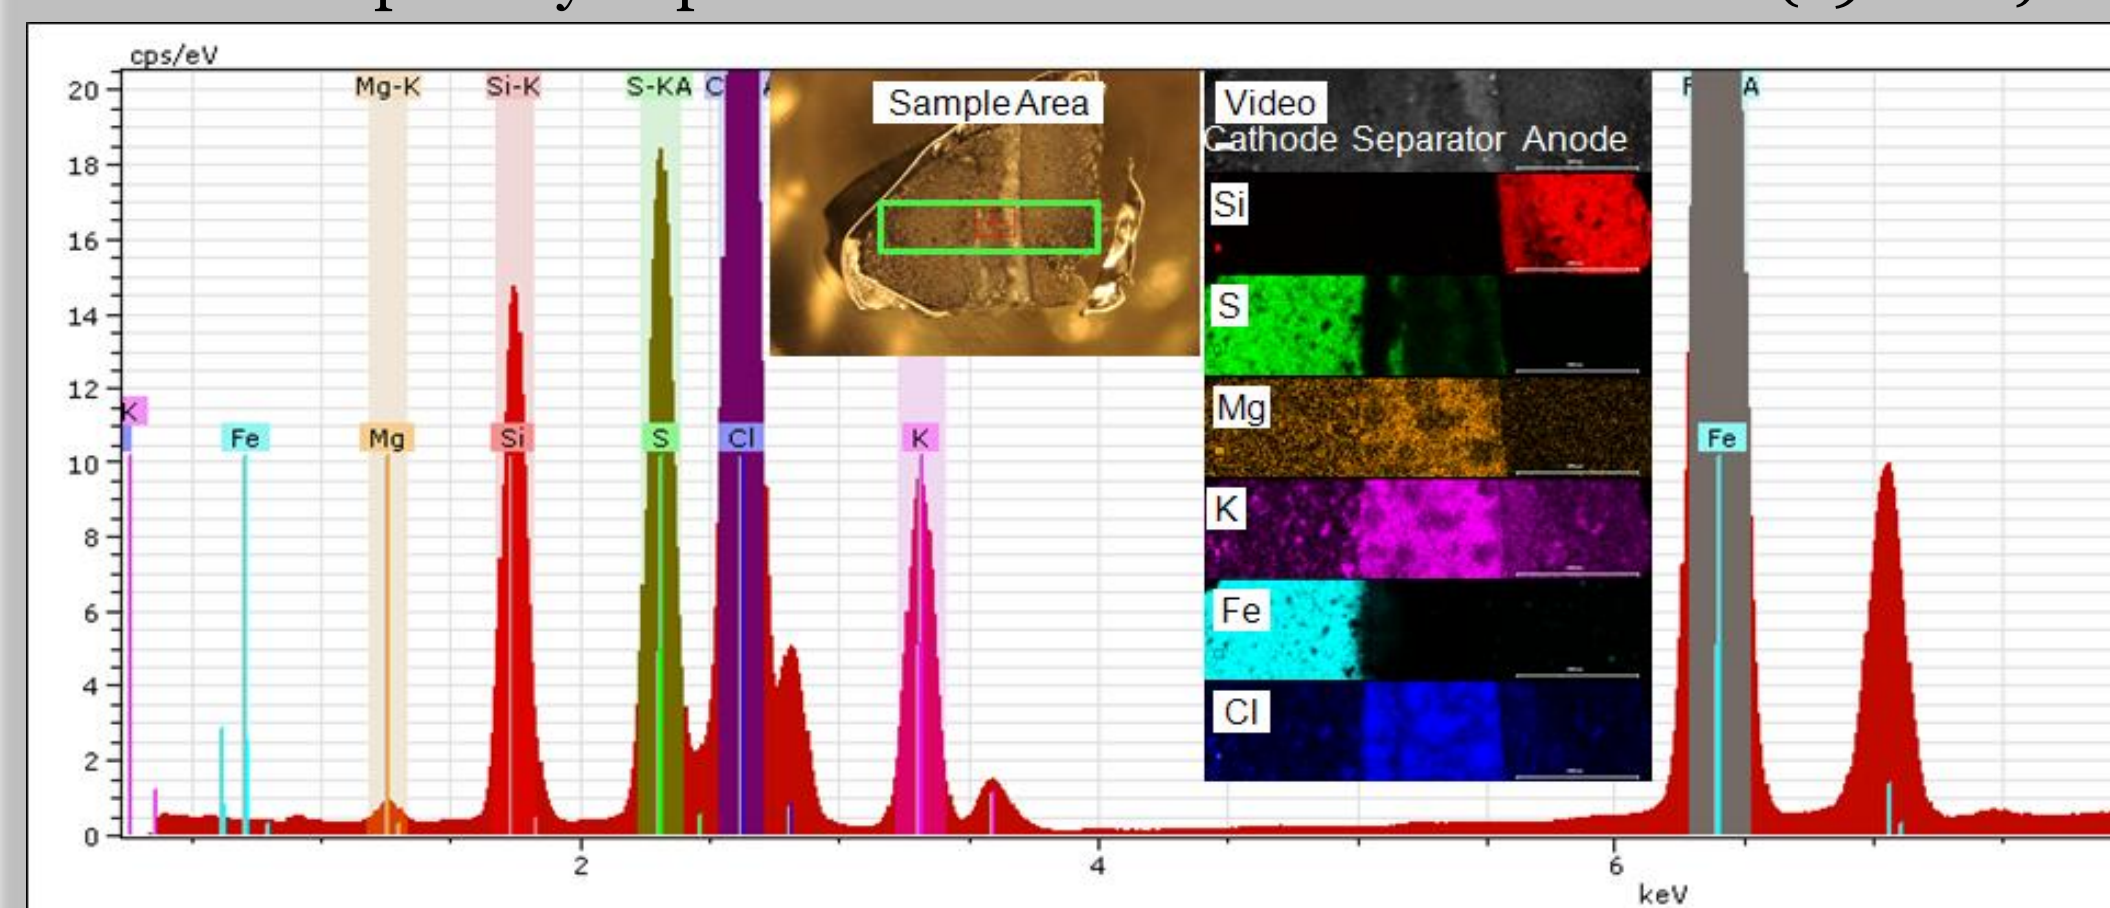 cps/eV
20
18
16
14
12
10
8
6
4
2
0
Mg-K
Si-K
S-KA
C
A
K
Fe
Mg
Si
S
Cl
K
Fe
Sample Area
Video
Cathode Separator Anode
Si
S
Mg
K
Fe
Cl
F
A
2
4
6
keV